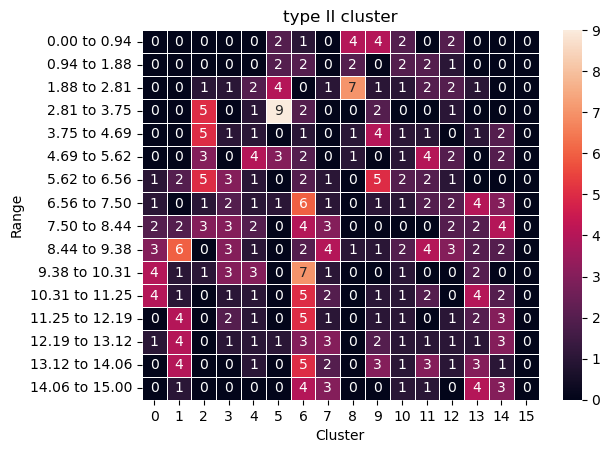 type II cluster
0.00 to 0.94 0 0 0 0 0 2 1 0 4 4 2 0 2 0 0 0
0.94 to 1.88 0 0 0 0 0 2 2 0 2 0 2 2 1 0 0 0
1.88 to 2.81 0 0 1 1 2 4 0 1 7 1 1 2 2 1 0 0
2.81 to 3.75 0 0 5 0 1 9 2 0 0 2 0 0 1 0 0 0
3.75 to 4.69 0 0 5 1 1 0 1 0 1 4 1 1 0 1 2 0
4.69 to 5.62 0 0 3 0 4 3 2 0 1 0 1 4 2 0 2 0
5.62 to 6.56 1 2 5 3 1 0 2 1 0 5 2 2 1 0 0 0
6.56 to 7.50 1 0 1 2 1 1 6 1 0 1 1 2 2 4 3 0
7.50 to 8.44 2 2 3 3 2 0 4 3 0 0 0 0 2 2 4 0
8.44 to 9.38 3 6 0 3 1 0 2 4 1 1 2 4 3 2 2 0
9.38 to 10.31 4 1 1 3 3 0 7 1 0 0 1 0 0 2 0 0
10.31 to 11.25 4 1 0 1 1 0 5 2 0 1 1 2 0 4 2 0
11.25 to 12.19 0 4 0 2 1 0 5 1 0 1 1 0 1 2 3 0
12.19 to 13.12 1 4 0 1 1 1 3 3 0 2 1 1 1 1 3 0
13.12 to 14.06 0 4 0 0 1 0 5 2 0 3 1 3 1 3 1 0
14.06 to 15.00 0 1 0 0 0 0 4 3 0 0 1 1 0 4 3 0
0 1 2 3 4 5 6 7 8 9 10 11 12 13 14 15
Cluster
Range
9
8
7
6
5
4
3
2
1
0